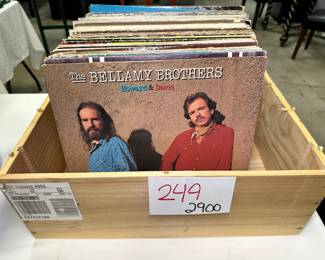 The BELLAMY BROTHERS
Howard & David
249
2900